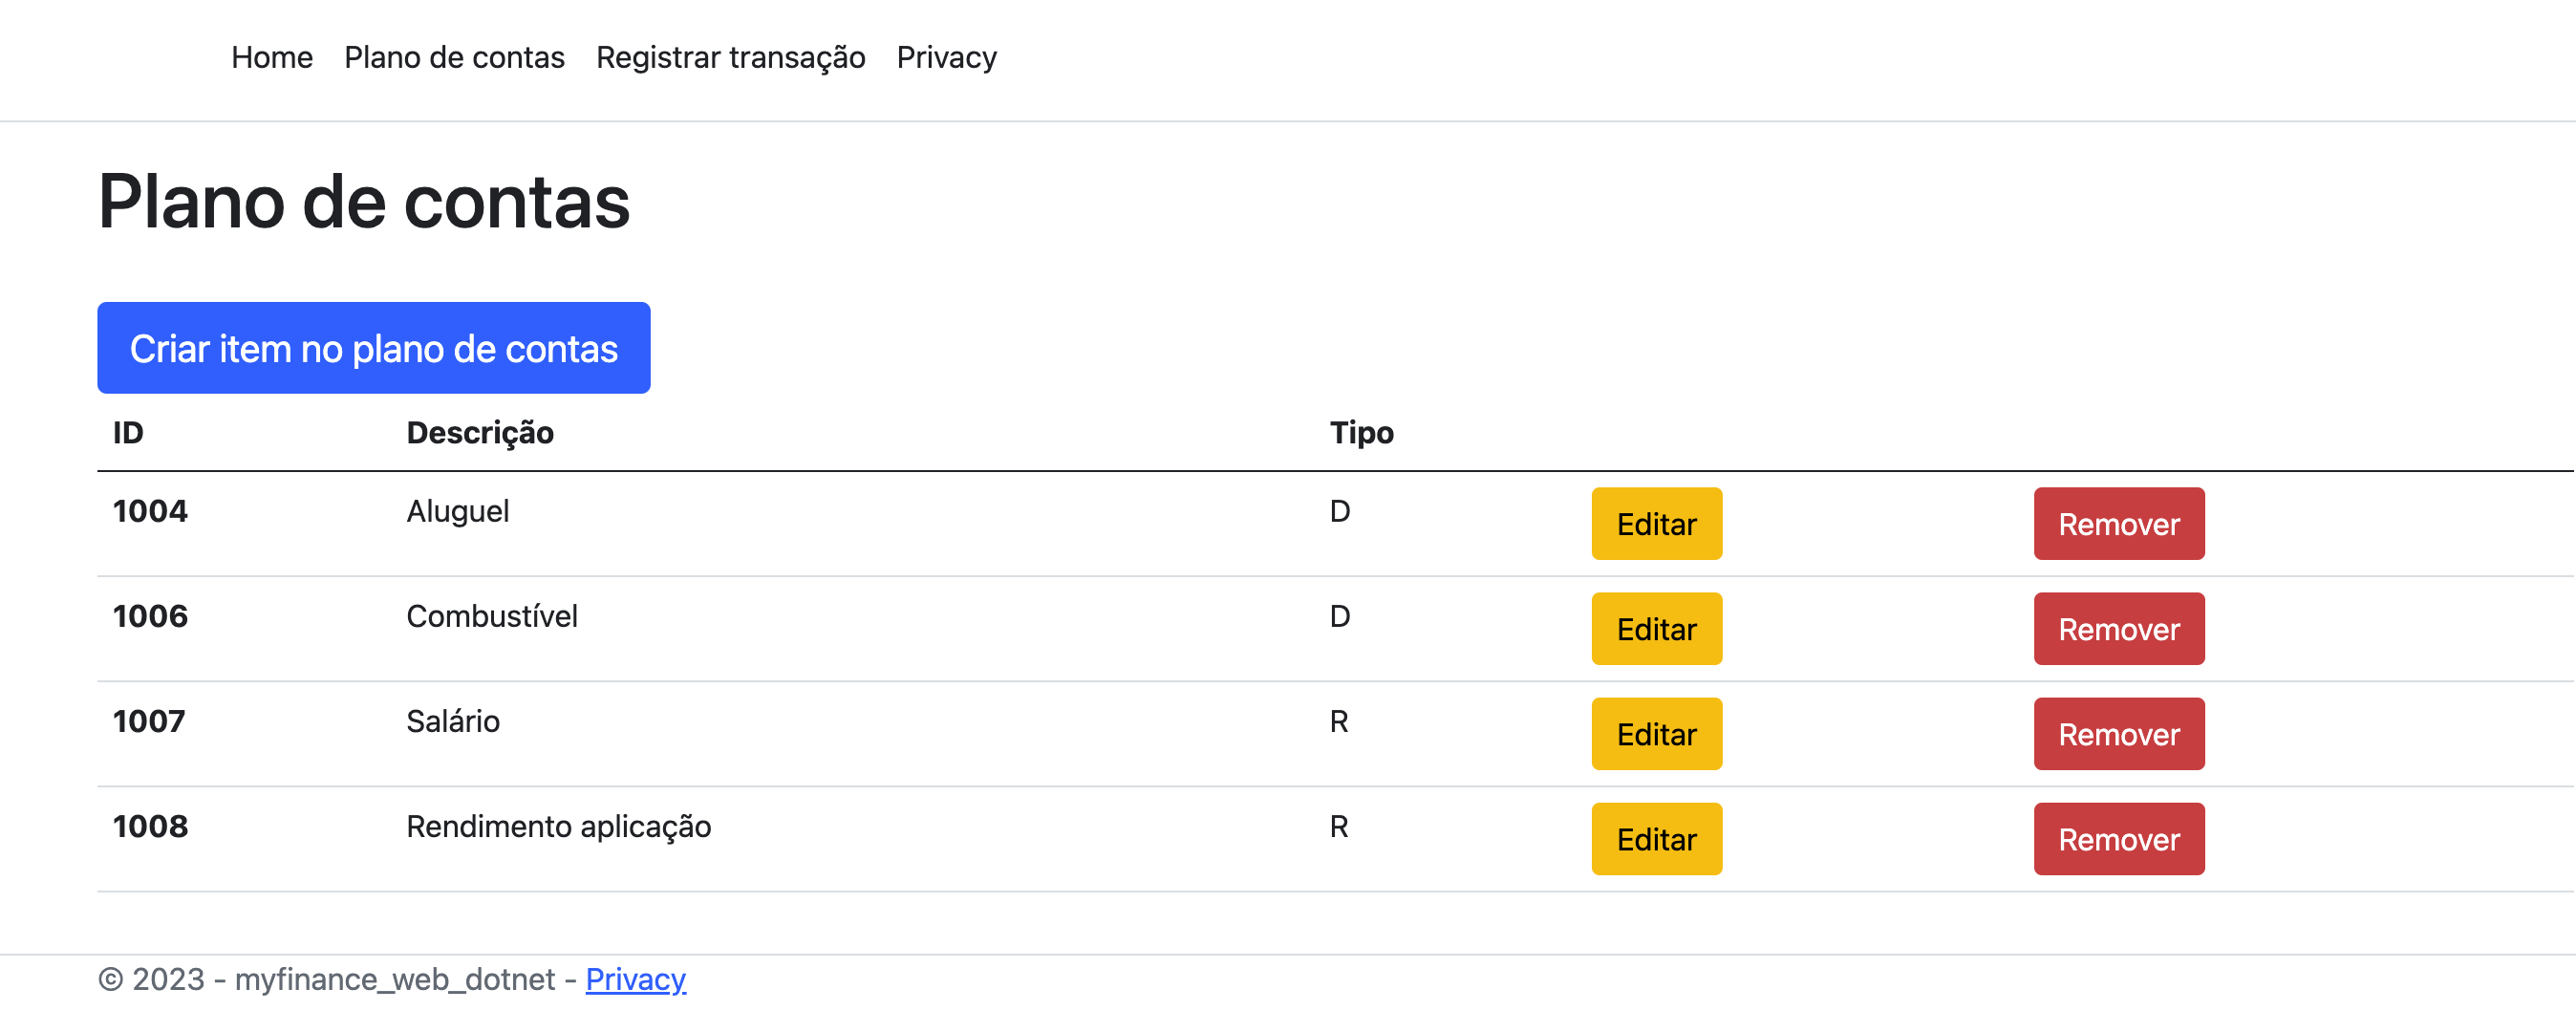 Home Plano de contas Registrar transação Privacy
Plano de contas
Criar item no plano de contas
ID Descrição Tipo
1004 Aluguel D Editar Remover
1006 Combustível D Editar Remover
1007 Salário R Editar Remover
1008 Rendimento aplicação R Editar Remover
© 2023 - myfinance_web_dotnet - Privacy